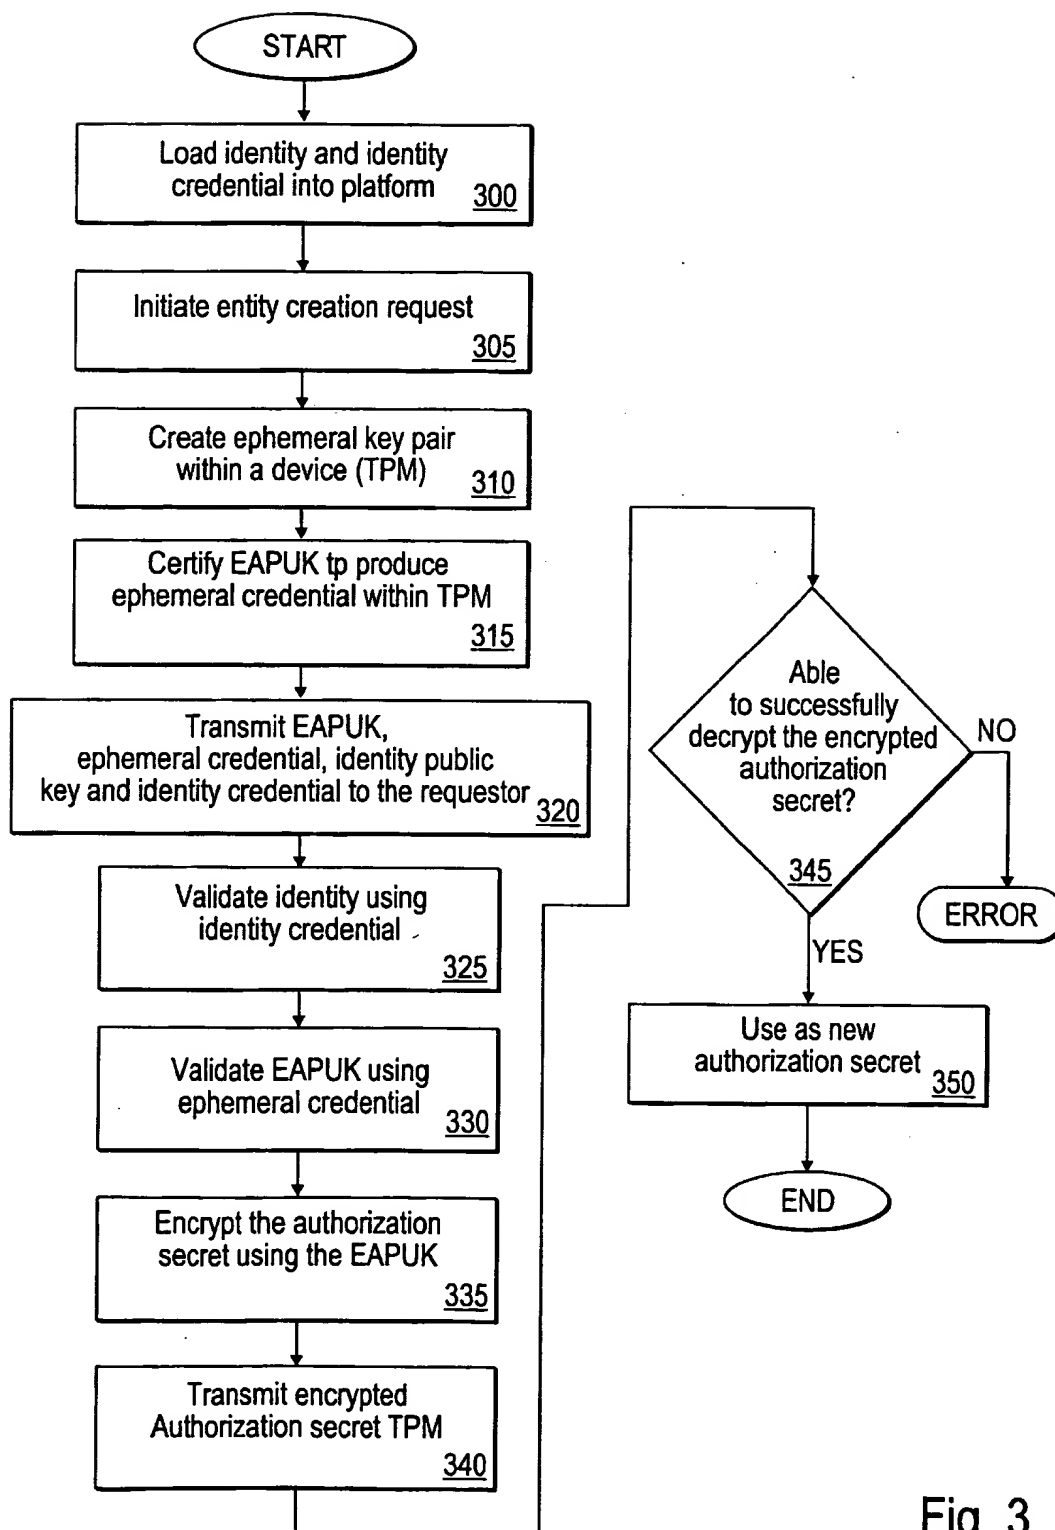 START
Load identity and identity
credential into platform
300
Initiate entity creation request
305
Create ephemeral key pair
within a device (TPM)
310
Certify EAPUK tp produce
ephemeral credential within TPM
315
Transmit EAPUK,
ephemeral credential, identity public
key and identity credential to the requestor
320
Validate identity using
identity credential
325
Validate EAPUK using
ephemeral credential
330
Encrypt the authorization
secret using the EAPUK
335
Transmit encrypted
Authorization secret TPM
340
Able
to successfully
decrypt the encrypted
authorization
secret?
345
NO
ERROR
YES
Use as new
authorization secret
350
END
Fig. 3